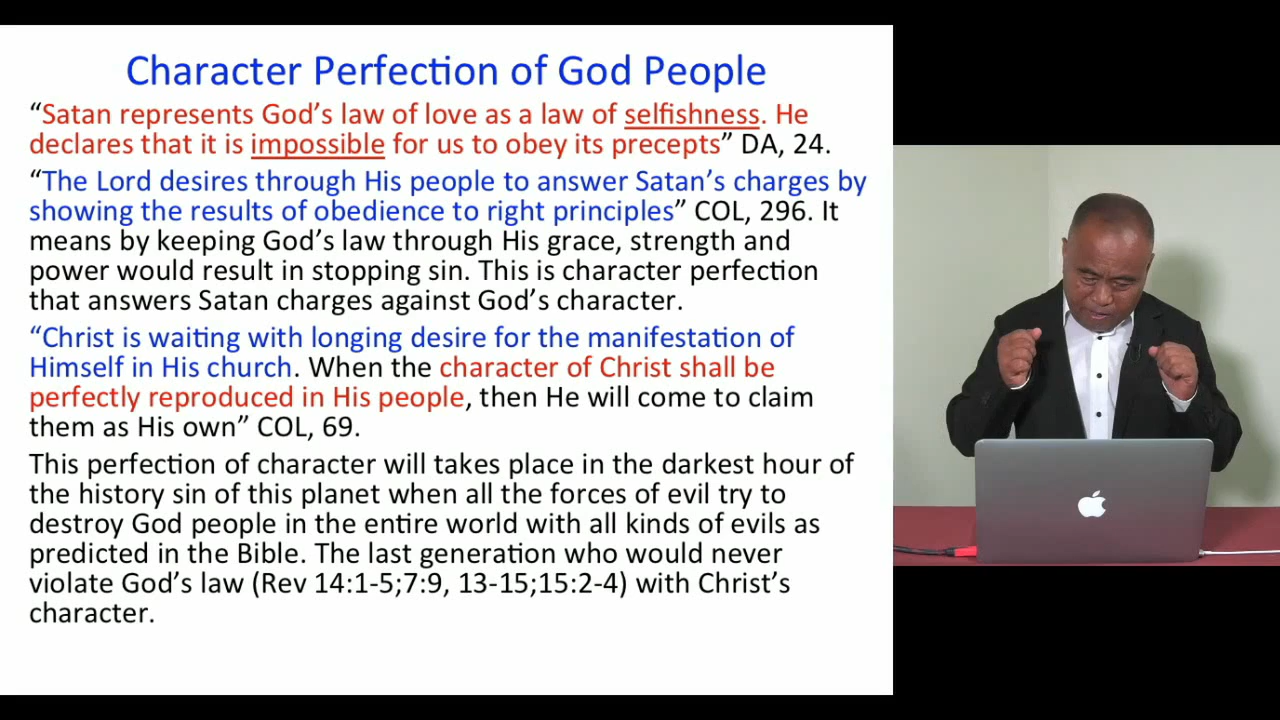 Character Perfection of God People
“Satan represents God’s law of love as a law of selfishness. He
declares that it is impossible for us to obey its precepts” DA, 24.
“The Lord desires through His people to answer Satan’s charges by
showing the results of obedience to right principles” COL, 296. It
means by keeping God’s law through His grace, strength and
power would result in stopping sin. This is character perfection
that answers Satan charges against God’s character.
“Christ is waiting with longing desire for the manifestation of
Himself in His church. When the character of Christ shall be
perfectly reproduced in His people, then He will come to claim
them as His own” COL, 69.
This perfection of character will takes place in the darkest hour of
the history sin of this planet when all the forces of evil try to
destroy God people in the entire world with all kinds of evils as
predicted in the Bible. The last generation who would never
violate God’s law (Rev 14:1-5;7:9, 13-15;15:2-4) with Christ’s
character.